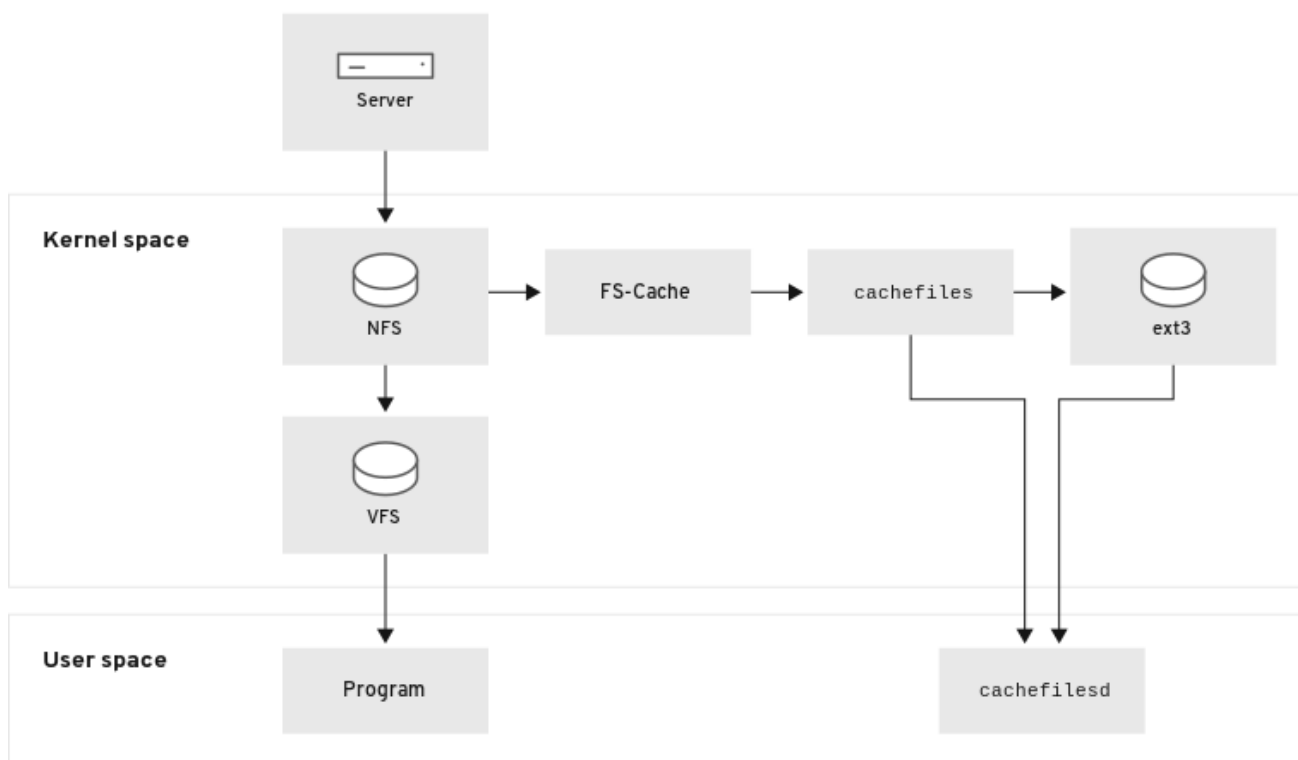 Server
Kernel space
NFS
FS-Cache
cachefiles
ext3
VFS
User space
Program
cachefilesd